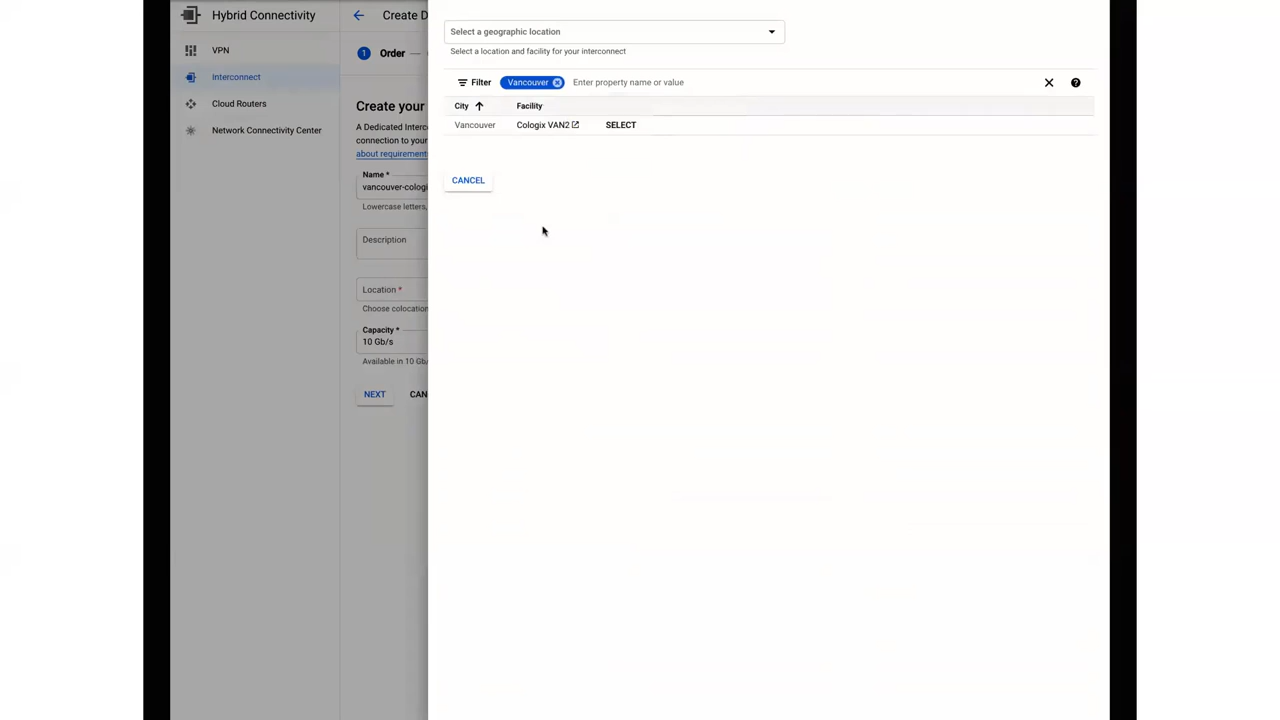 Hybrid Connectivity
VPN
Interconnect
Cloud Routers
Network Connectivity Center
Create D
1 Order
Create your
A Dedicated Interc
connection to your
about requirement
Name *
vancouver-cologi
Lowercase letters,
Description
Location *
Choose colocation
Capacity *
10 Gb/s
Available in 10 Gb/
NEXT CAN
Select a geographic location
Select a location and facility for your interconnect
Filter Vancouver Enter property name or value
City Facility
Vancouver Cologix VAN2 SELECT
CANCEL